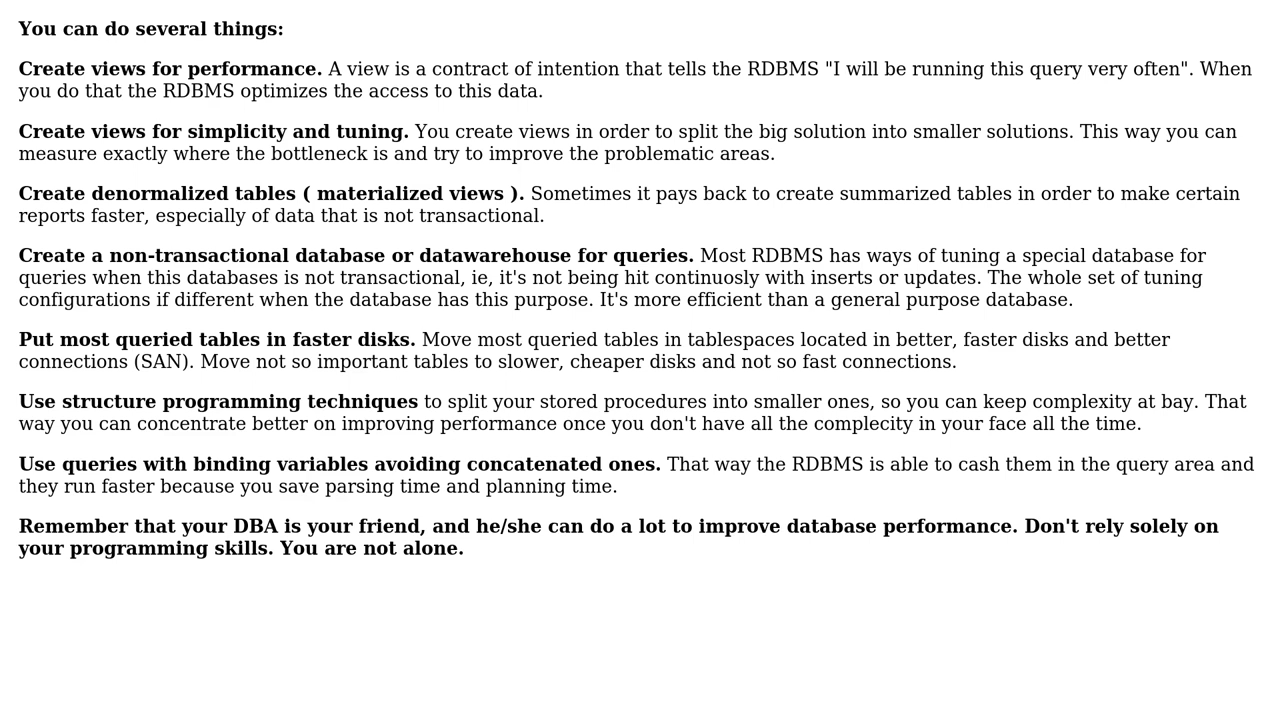 You can do several things:
Create views for performance. A view is a contract of intention that tells the RDBMS "I will be running this query very often". When
you do that the RDBMS optimizes the access to this data.
Create views for simplicity and tuning. You create views in order to split the big solution into smaller solutions. This way you can
measure exactly where the bottleneck is and try to improve the problematic areas.
Create denormalized tables ( materialized views ). Sometimes it pays back to create summarized tables in order to make certain
reports faster, especially of data that is not transactional.
Create a non-transactional database or datawarehouse for queries. Most RDBMS has ways of tuning a special database for
queries when this databases is not transactional, ie, it's not being hit continuosly with inserts or updates. The whole set of tuning
configurations if different when the database has this purpose. It's more efficient than a general purpose database.
Put most queried tables in faster disks. Move most queried tables in tablespaces located in better, faster disks and better
connections (SAN). Move not so important tables to slower, cheaper disks and not so fast connections.
Use structure programming techniques to split your stored procedures into smaller ones, so you can keep complexity at bay. That
way you can concentrate better on improving performance once you don't have all the complecity in your face all the time.
Use queries with binding variables avoiding concatenated ones. That way the RDBMS is able to cash them in the query area and
they run faster because you save parsing time and planning time.
Remember that your DBA is your friend, and he/she can do a lot to improve database performance. Don't rely solely on
your programming skills. You are not alone.